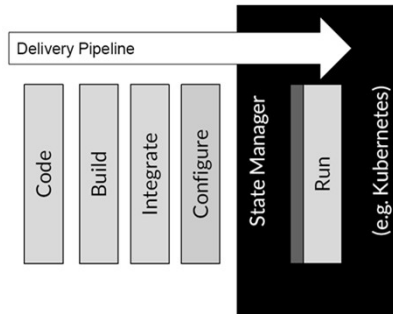 Delivery Pipeline
Code
Build
Integrate
Configure
State Manager
Run
(e.g. Kubernetes)